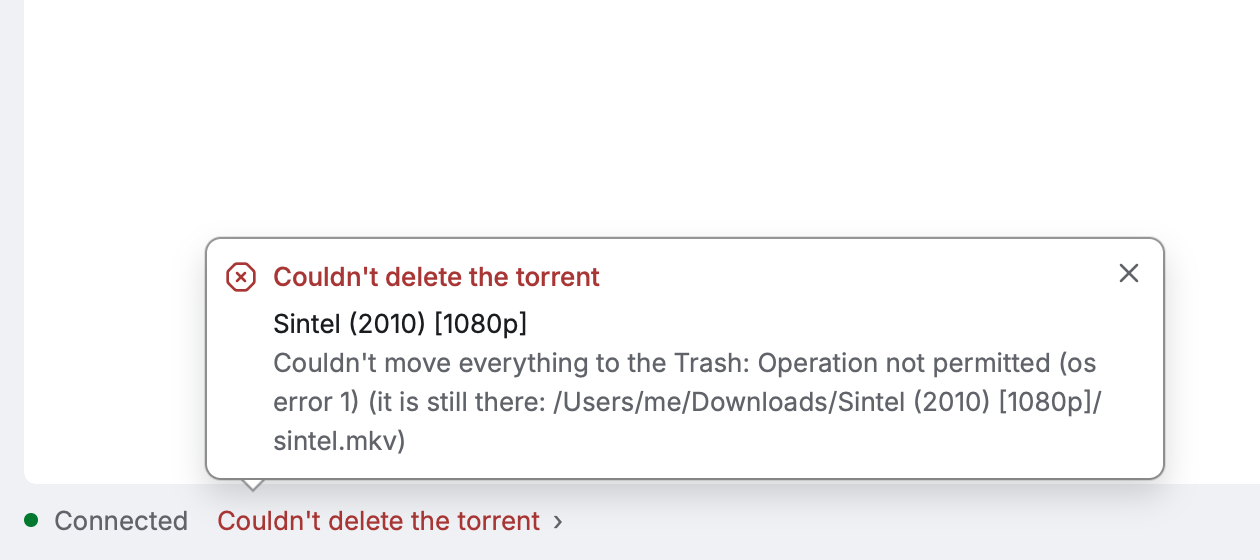 Couldn't delete the torrent
Sintel (2010) [1080p]
Couldn't move everything to the Trash: Operation not permitted (os
error 1) (it is still there: /Users/me/Downloads/Sintel (2010) [1080p]/
sintel.mkv)
Connected Couldn't delete the torrent ›